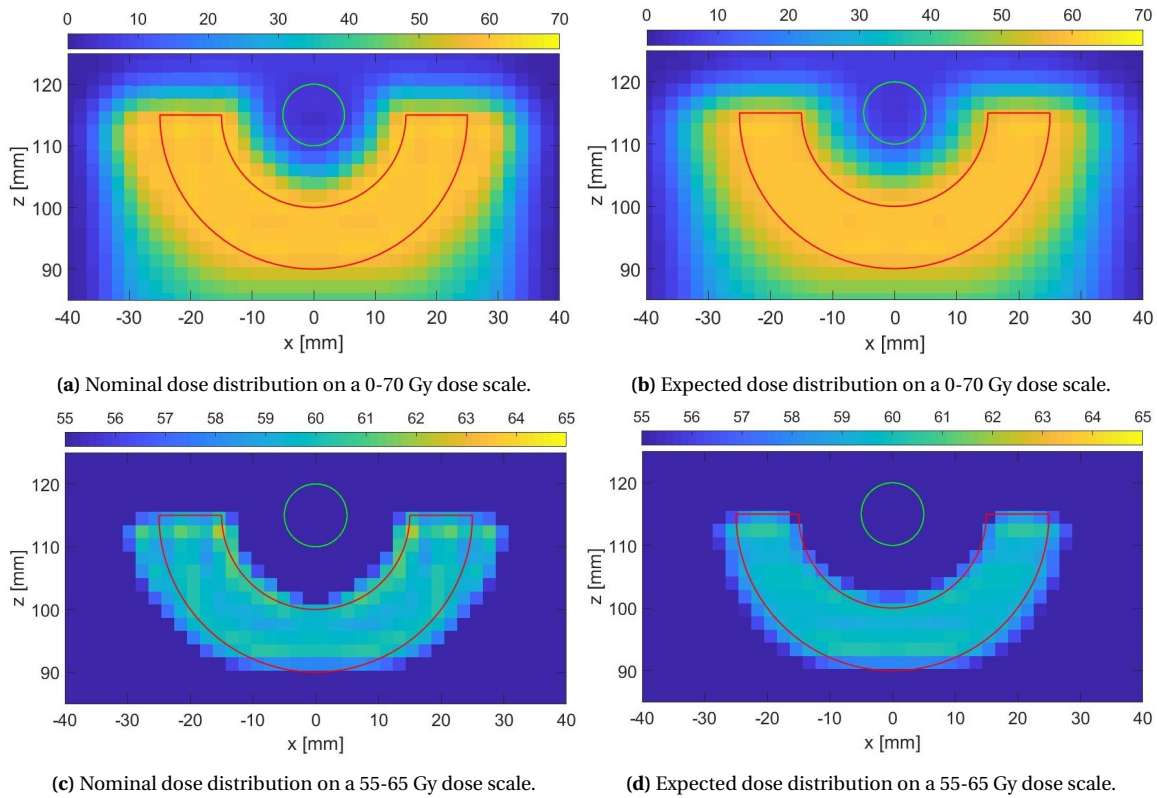 0 10 20 30 40 50 60 70
120
110
100
90
z [mm]
-40 -30 -20 -10 0 10 20 30 40
x [mm]
(a) Nominal dose distribution on a 0-70 Gy dose scale.
0 10 20 30 40 50 60 70
120
110
100
90
z [mm]
-40 -30 -20 -10 0 10 20 30 40
x [mm]
(b) Expected dose distribution on a 0-70 Gy dose scale.
55 56 57 58 59 60 61 62 63 64 65
120
110
100
90
z [mm]
-40 -30 -20 -10 0 10 20 30 40
x [mm]
(c) Nominal dose distribution on a 55-65 Gy dose scale.
55 56 57 58 59 60 61 62 63 64 65
120
110
100
90
z [mm]
-40 -30 -20 -10 0 10 20 30 40
x [mm]
(d) Expected dose distribution on a 55-65 Gy dose scale.